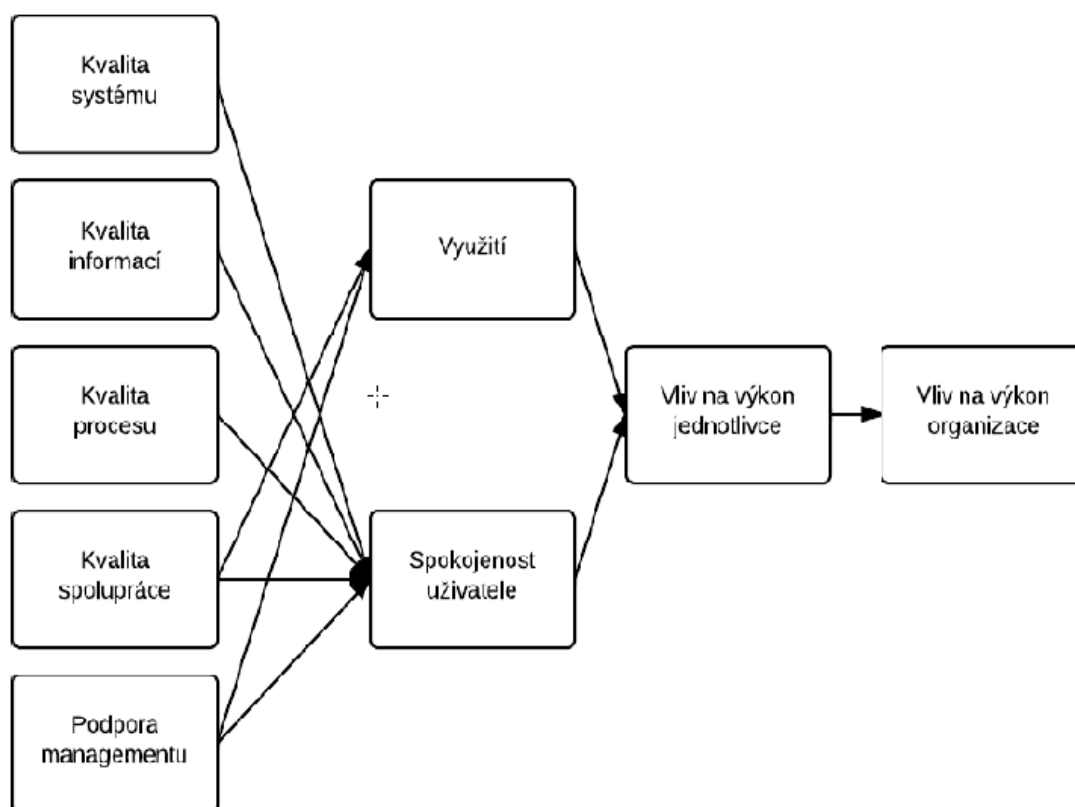 Kvalita
systému
Kvalita
informací
Využití
Kvalita
procesu
Vliv na výkon
jednotlivce
Vliv na výkon
organizace
Kvalita
spolupráce
Spokojenost
uživatele
Podpora
managementu